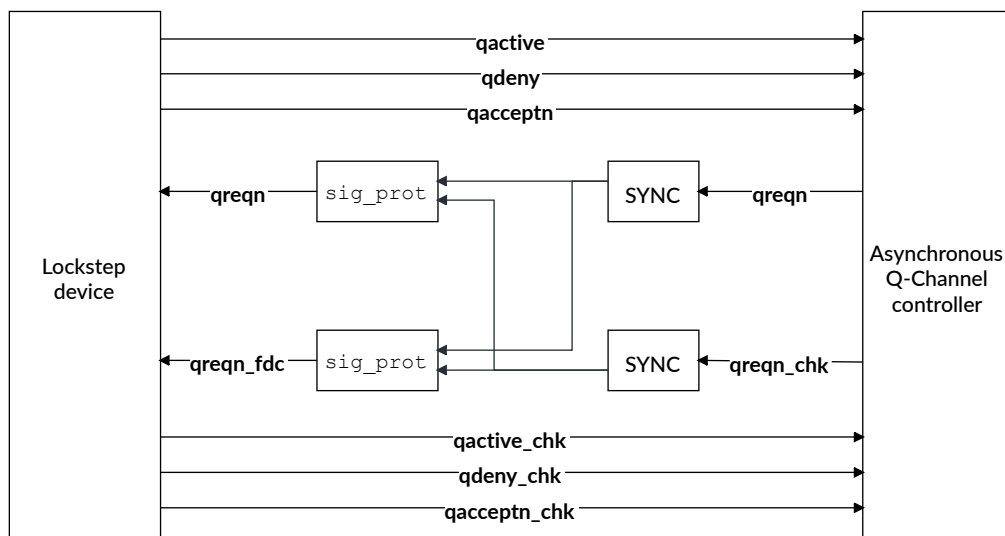 qactive
qdeny
qacceptn
qreqn
sig_prot
SYNC
qreqn
Lockstep
device
Asynchronous
Q-Channel
controller
qreqn_fdc
sig_prot
SYNC
qreqn_chk
qactive_chk
qdeny_chk
qacceptn_chk